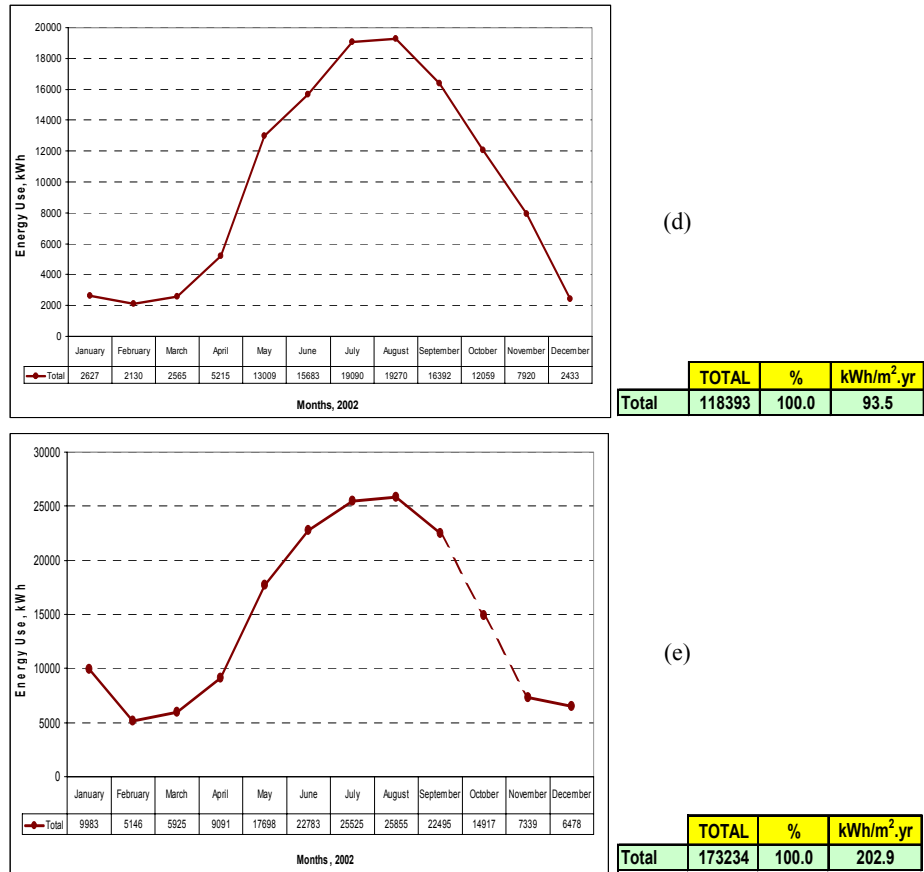 20000
18000
16000
14000
12000
10000
8000
6000
4000
2000
0
Energy Use, kWh
January February March April May June July August September October November December
Total 2627 2130 2565 5215 13009 15683 19090 19270 16392 12059 7920 2433
Months, 2002
(d)
TOTAL % kWh/m².yr
Total 118393 100.0 93.5
30000
25000
20000
15000
10000
5000
0
Energy Use, kWh
January February March April May June July August September October November December
Total 9983 5146 5925 9091 17698 22783 25525 25855 22495 14917 7339 6478
Months, 2002
(e)
TOTAL % kWh/m².yr
Total 173234 100.0 202.9